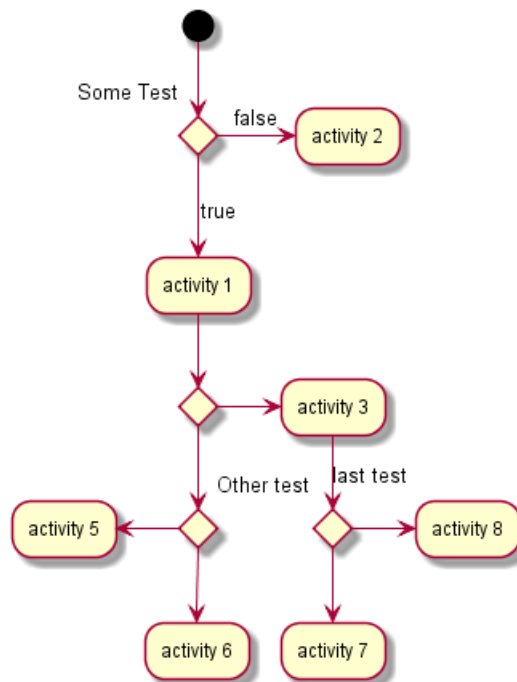 Some Test
false
activity 2
true
activity 1
activity 3
Other test
last test
activity 5
activity 8
activity 6
activity 7